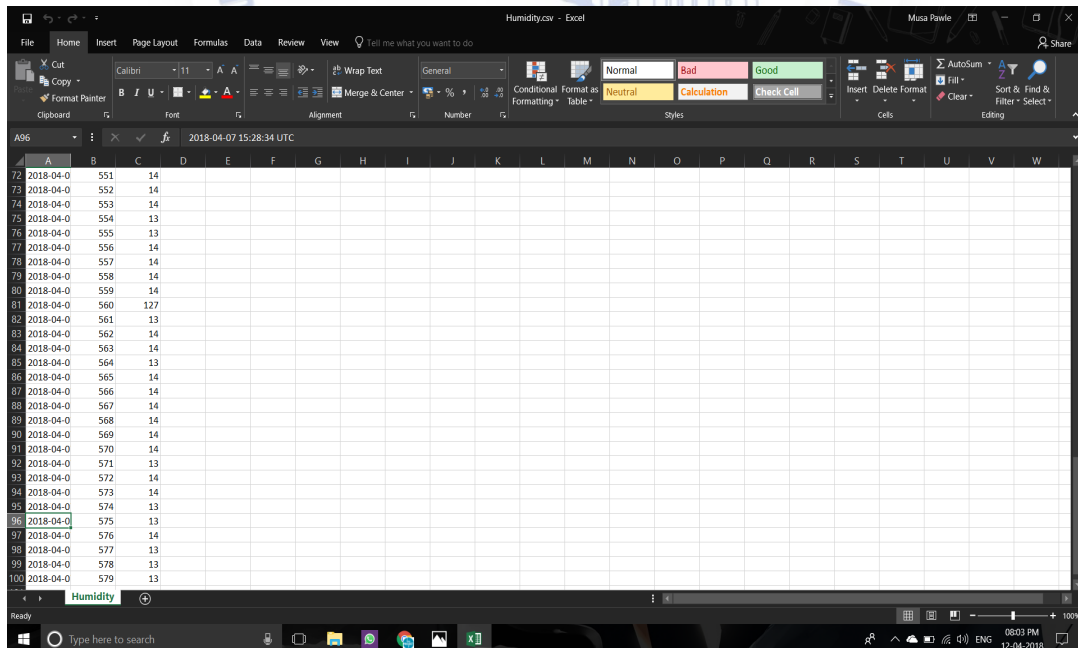 Humidity.csv - Excel
Musa Pawle
File Home Insert Page Layout Formulas Data Review View Tell me what you want to do
Share
Paste
Cut
Copy
Format Painter
Clipboard
Calibri 11 A A
B I U A
Font
ab Wrap Text
Merge & Center
Alignment
General
% ,
Number
Conditional Formatting
Format as Table
Normal Bad Good
Neutral Calculation Check Cell
Styles
Insert Delete Format
Cells
AutoSum
Fill
Clear
Sort & Filter
Find & Select
Editing
A96 fx 2018-04-07 15:28:34 UTC
A B C D E F G H I J K L M N O P Q R S T U V W
72 2018-04-0 551 14
73 2018-04-0 552 14
74 2018-04-0 553 14
75 2018-04-0 554 13
76 2018-04-0 555 13
77 2018-04-0 556 14
78 2018-04-0 557 14
79 2018-04-0 558 14
80 2018-04-0 559 14
81 2018-04-0 560 127
82 2018-04-0 561 13
83 2018-04-0 562 14
84 2018-04-0 563 14
85 2018-04-0 564 13
86 2018-04-0 565 14
87 2018-04-0 566 14
88 2018-04-0 567 14
89 2018-04-0 568 14
90 2018-04-0 569 14
91 2018-04-0 570 14
92 2018-04-0 571 13
93 2018-04-0 572 14
94 2018-04-0 573 14
95 2018-04-0 574 13
96 2018-04-0 575 13
97 2018-04-0 576 14
98 2018-04-0 577 13
99 2018-04-0 578 13
100 2018-04-0 579 13
Humidity
Ready
100%
Type here to search
ENG
08:03 PM
12-04-2018